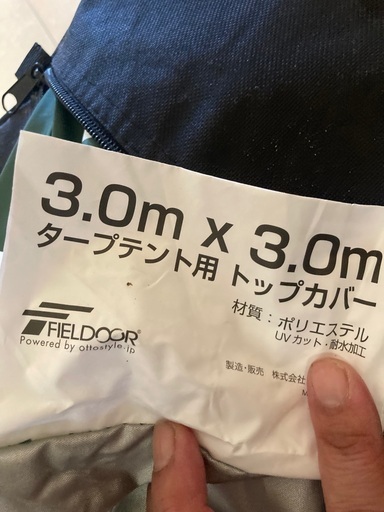 3.0m x 3.0m
タープテント用 トップカバー
材質：ポリエステル
UVカット・耐水加工
FIELDOOR
Powered by ottostyle.jp
製造・販売 株式会社